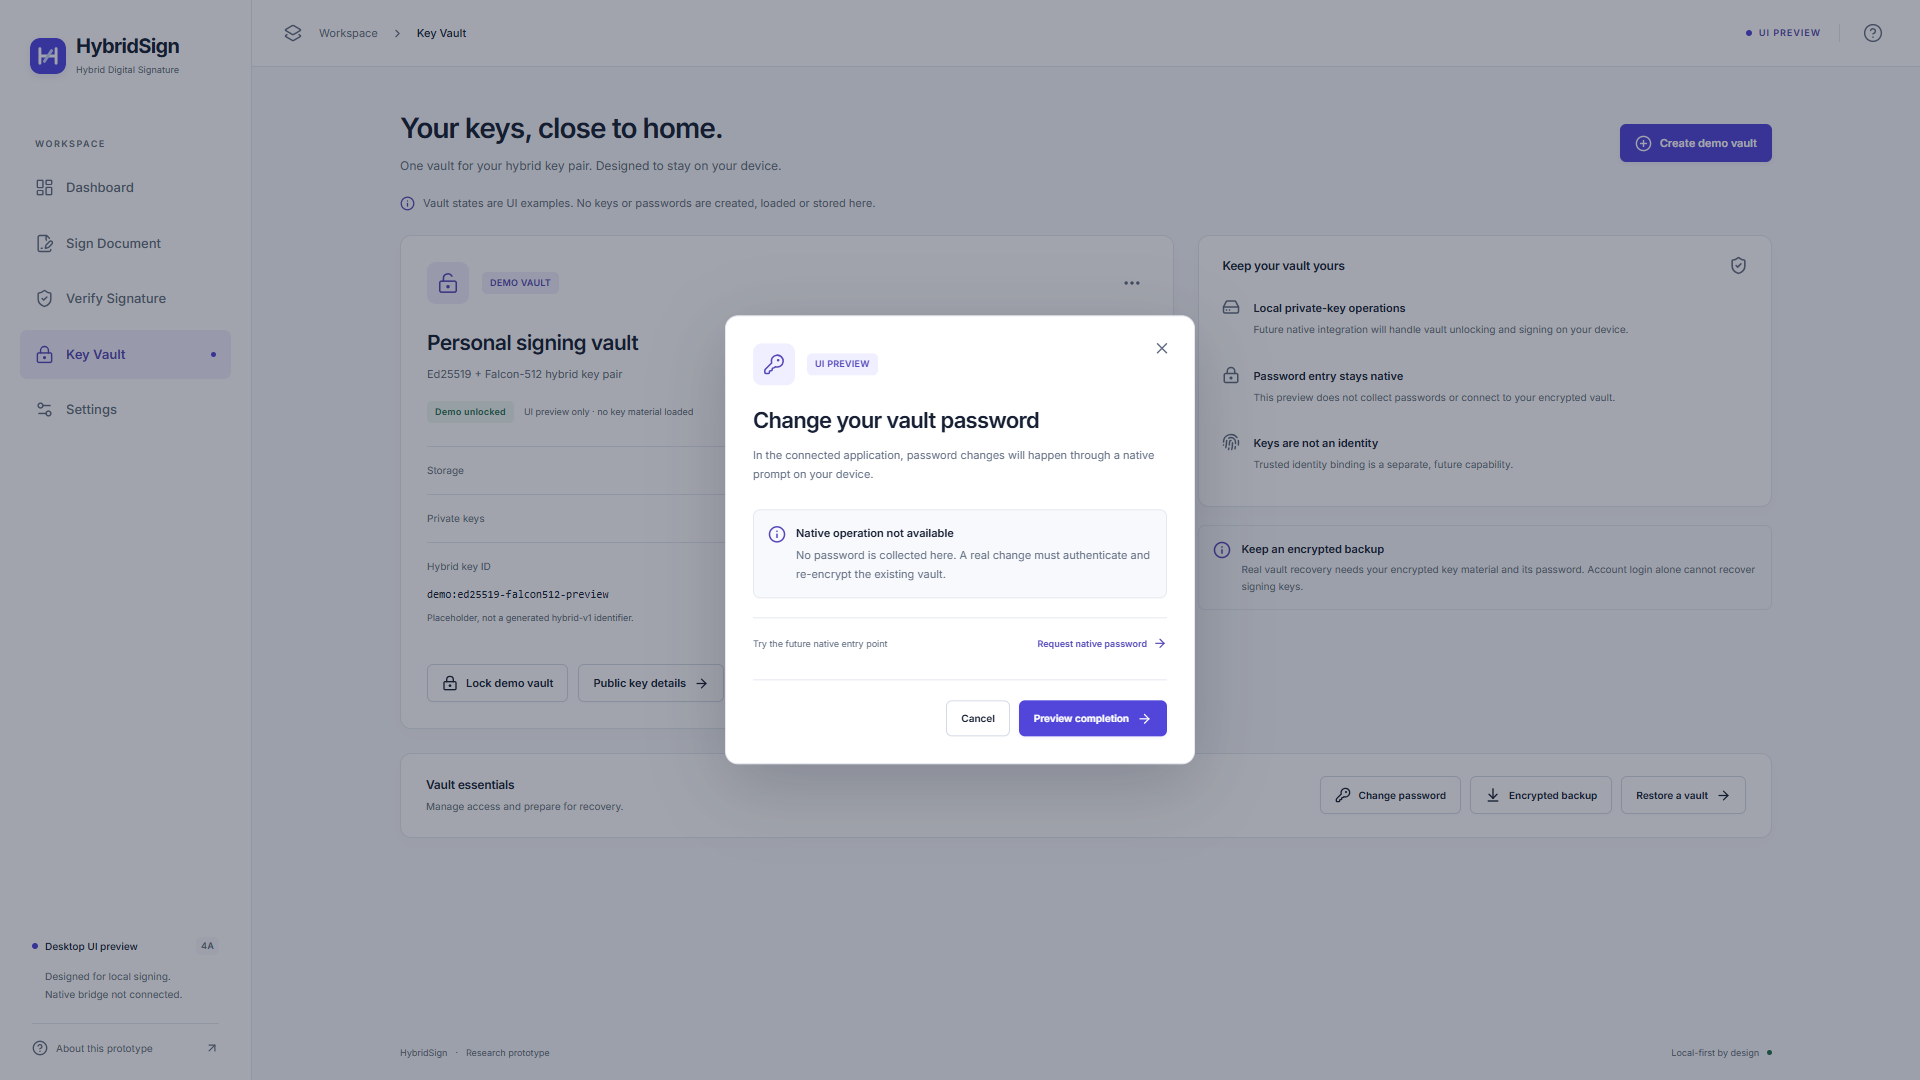 HybridSign
Hybrid Digital Signature
WORKSPACE
Dashboard
Sign Document
Verify Signature
Key Vault
Settings
Desktop UI preview
4A
Designed for local signing.
Native bridge not connected.
About this prototype
Workspace
Key Vault
UI PREVIEW
Your keys, close to home.
One vault for your hybrid key pair. Designed to stay on your device.
Vault states are UI examples. No keys or passwords are created, loaded or stored here.
Create demo vault
DEMO VAULT
Personal signing vault
Ed25519 + Falcon-512 hybrid key pair
Demo unlocked
UI preview only · no key material loaded
Storage
Private keys
Hybrid key ID
demo:ed25519-falcon512-preview
Placeholder, not a generated hybrid-v1 identifier.
Lock demo vault
Public key details
Keep your vault yours
Local private-key operations
Future native integration will handle vault unlocking and signing on your device.
Password entry stays native
This preview does not collect passwords or connect to your encrypted vault.
Keys are not an identity
Trusted identity binding is a separate, future capability.
Keep an encrypted backup
Real vault recovery needs your encrypted key material and its password. Account login alone cannot recover
signing keys.
UI PREVIEW
Change your vault password
In the connected application, password changes will happen through a native
prompt on your device.
Native operation not available
No password is collected here. A real change must authenticate and
re-encrypt the existing vault.
Try the future native entry point
Request native password
Cancel
Preview completion
Vault essentials
Manage access and prepare for recovery.
Change password
Encrypted backup
Restore a vault
HybridSign · Research prototype
Local-first by design